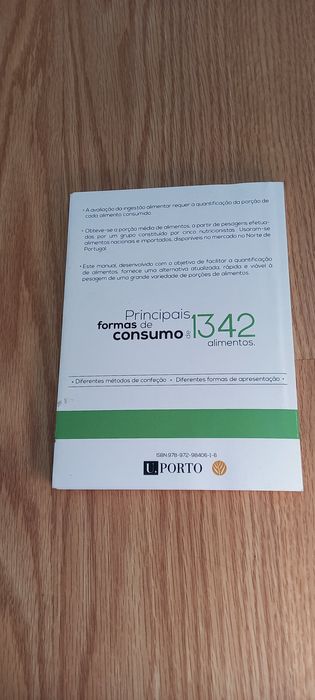 • A avaliação da ingestão alimentar requer a quantificação da porção de
cada alimento consumido.
• Obteve-se a porção média de alimentos, a partir de pesagens efetua-
das por um grupo constituído por cinco nutricionistas. Usaram-se
alimentos nacionais e importados, disponíveis no mercado no Norte de
Portugal.
• Este manual, desenvolvido com o objetivo de facilitar a quantificação
de alimentos, fornece uma alternativa atualizada, rápida e viável à
pesagem de uma grande variedade de porções de alimentos.
Principais
formas de
consumo de 1342
alimentos.
• Diferentes métodos de confeção • Diferentes formas de apresentação •
ISBN 978-972-98406-1-6
U. PORTO